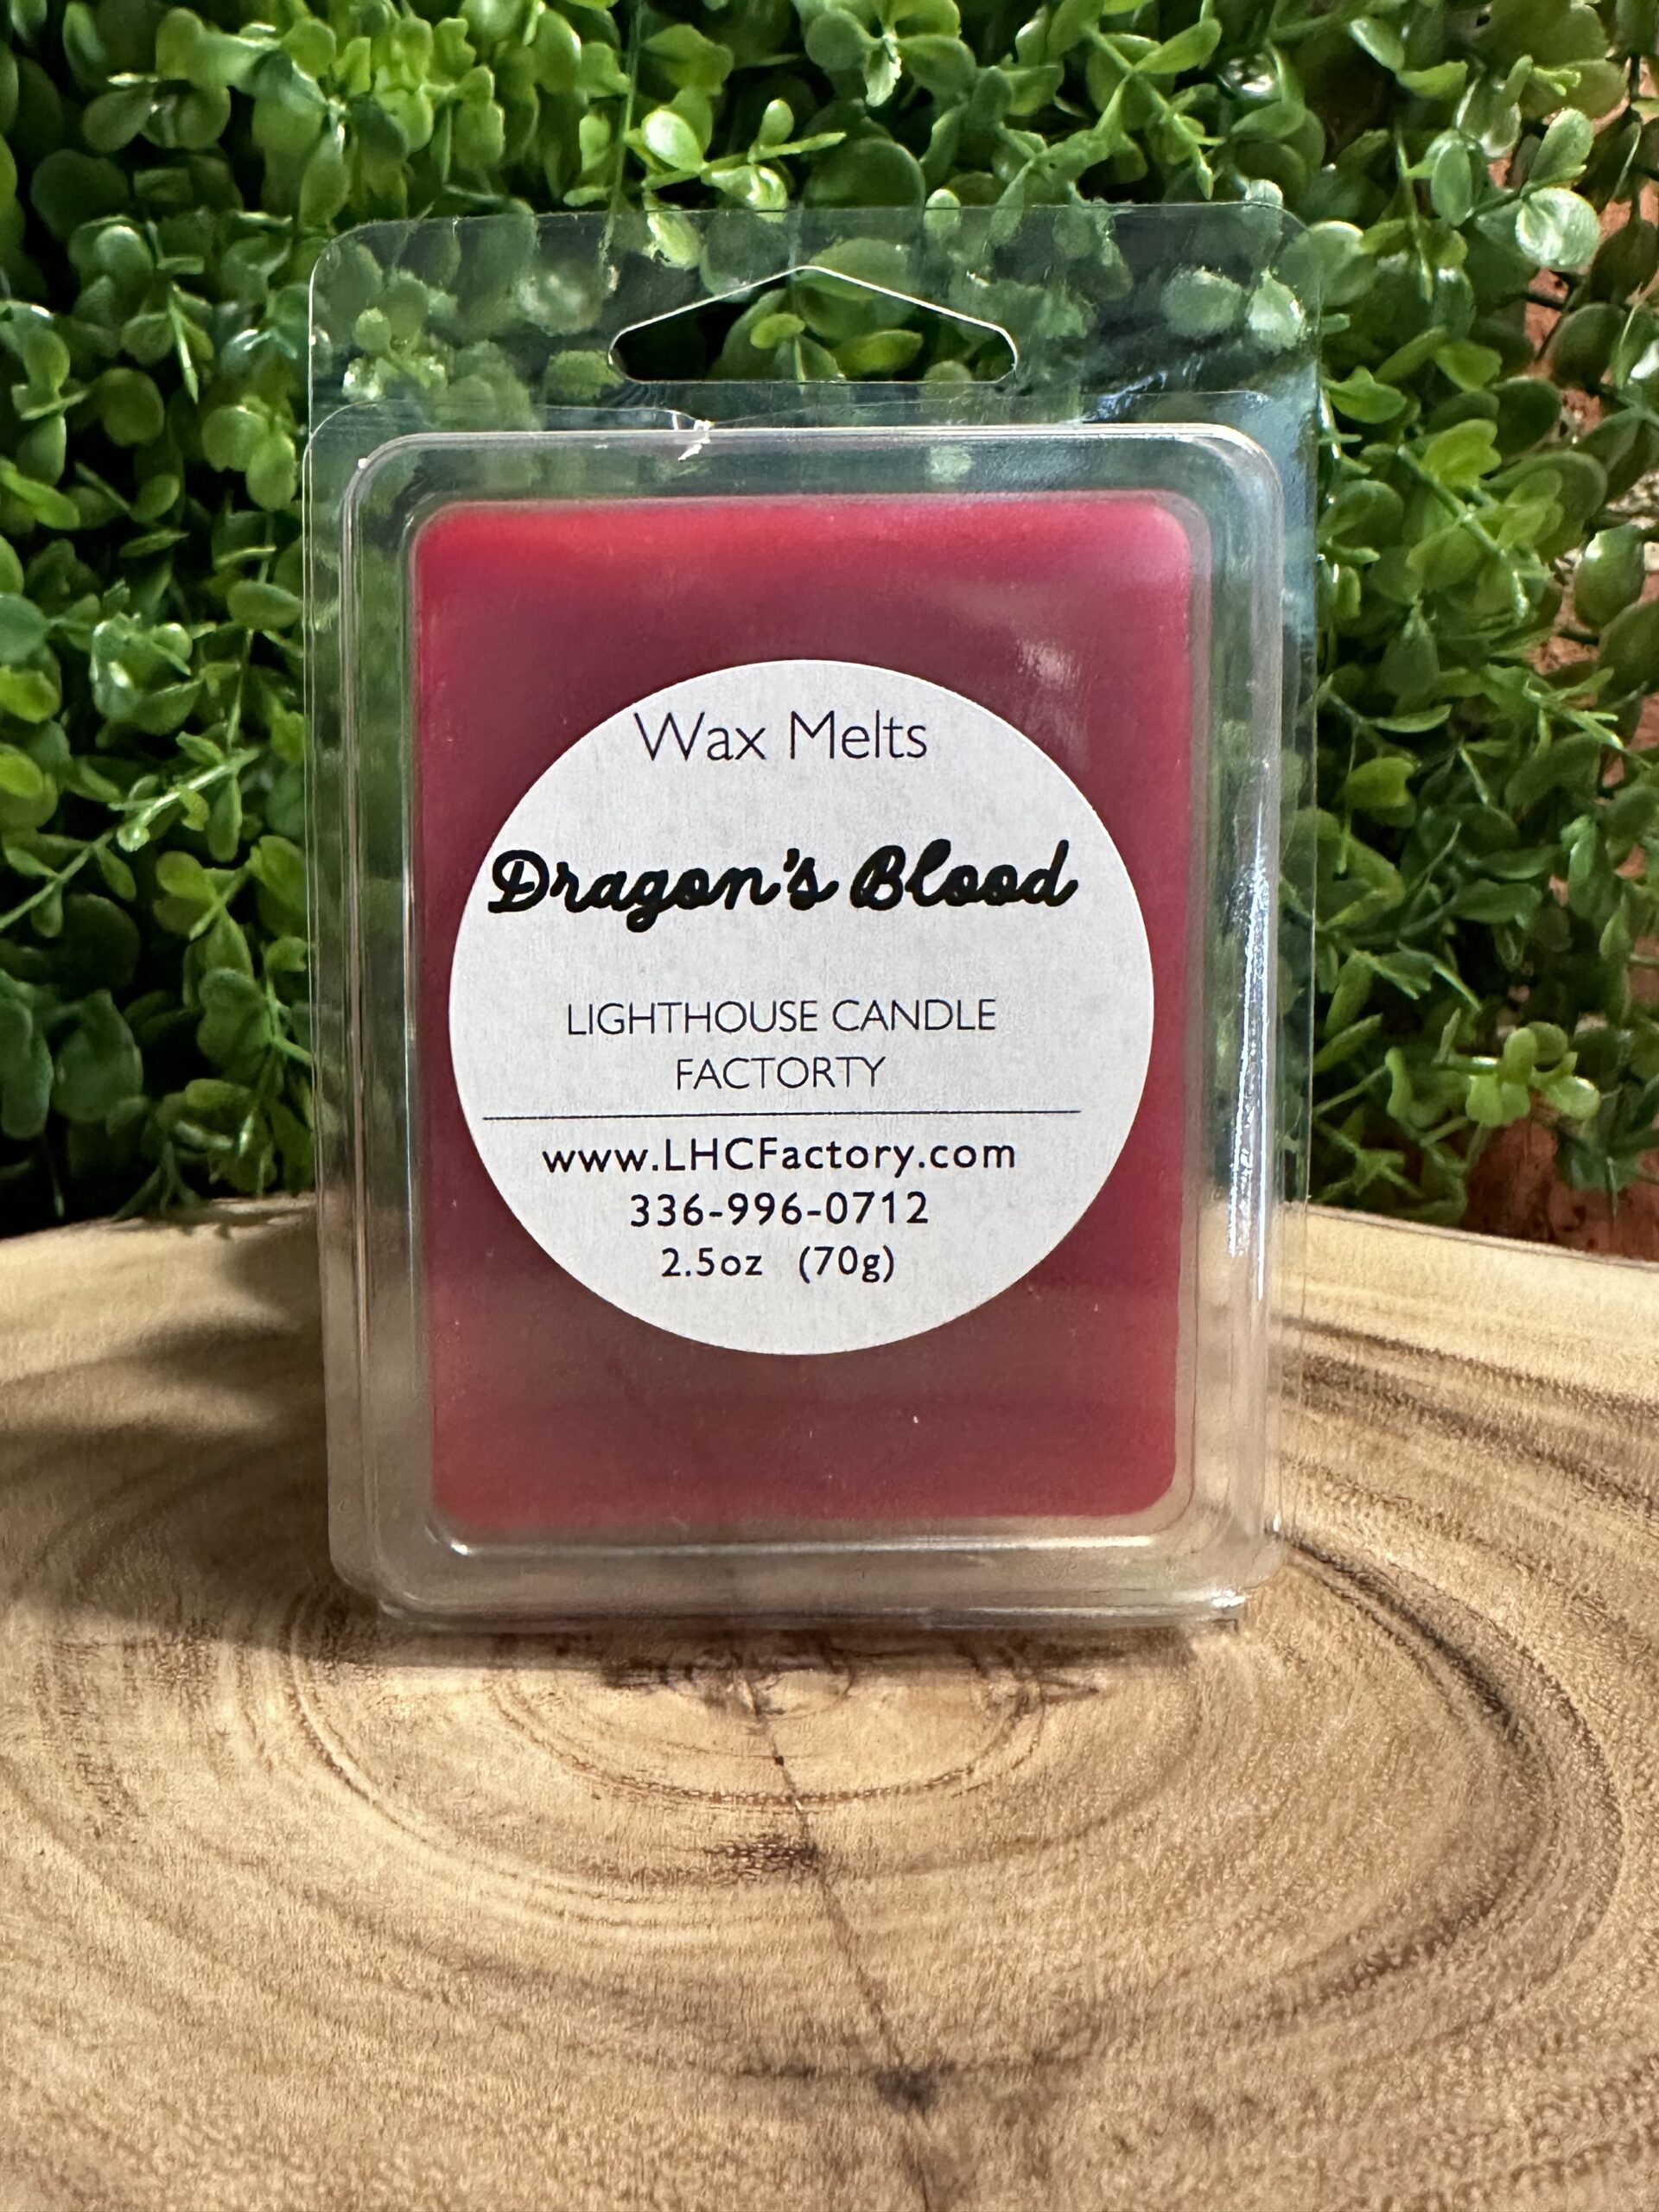 Wax Melts
Dragon's Blood
LIGHTHOUSE CANDLE
FACTORTY
www.LHCFactory.com
336-996-0712
2.5oz (70g)